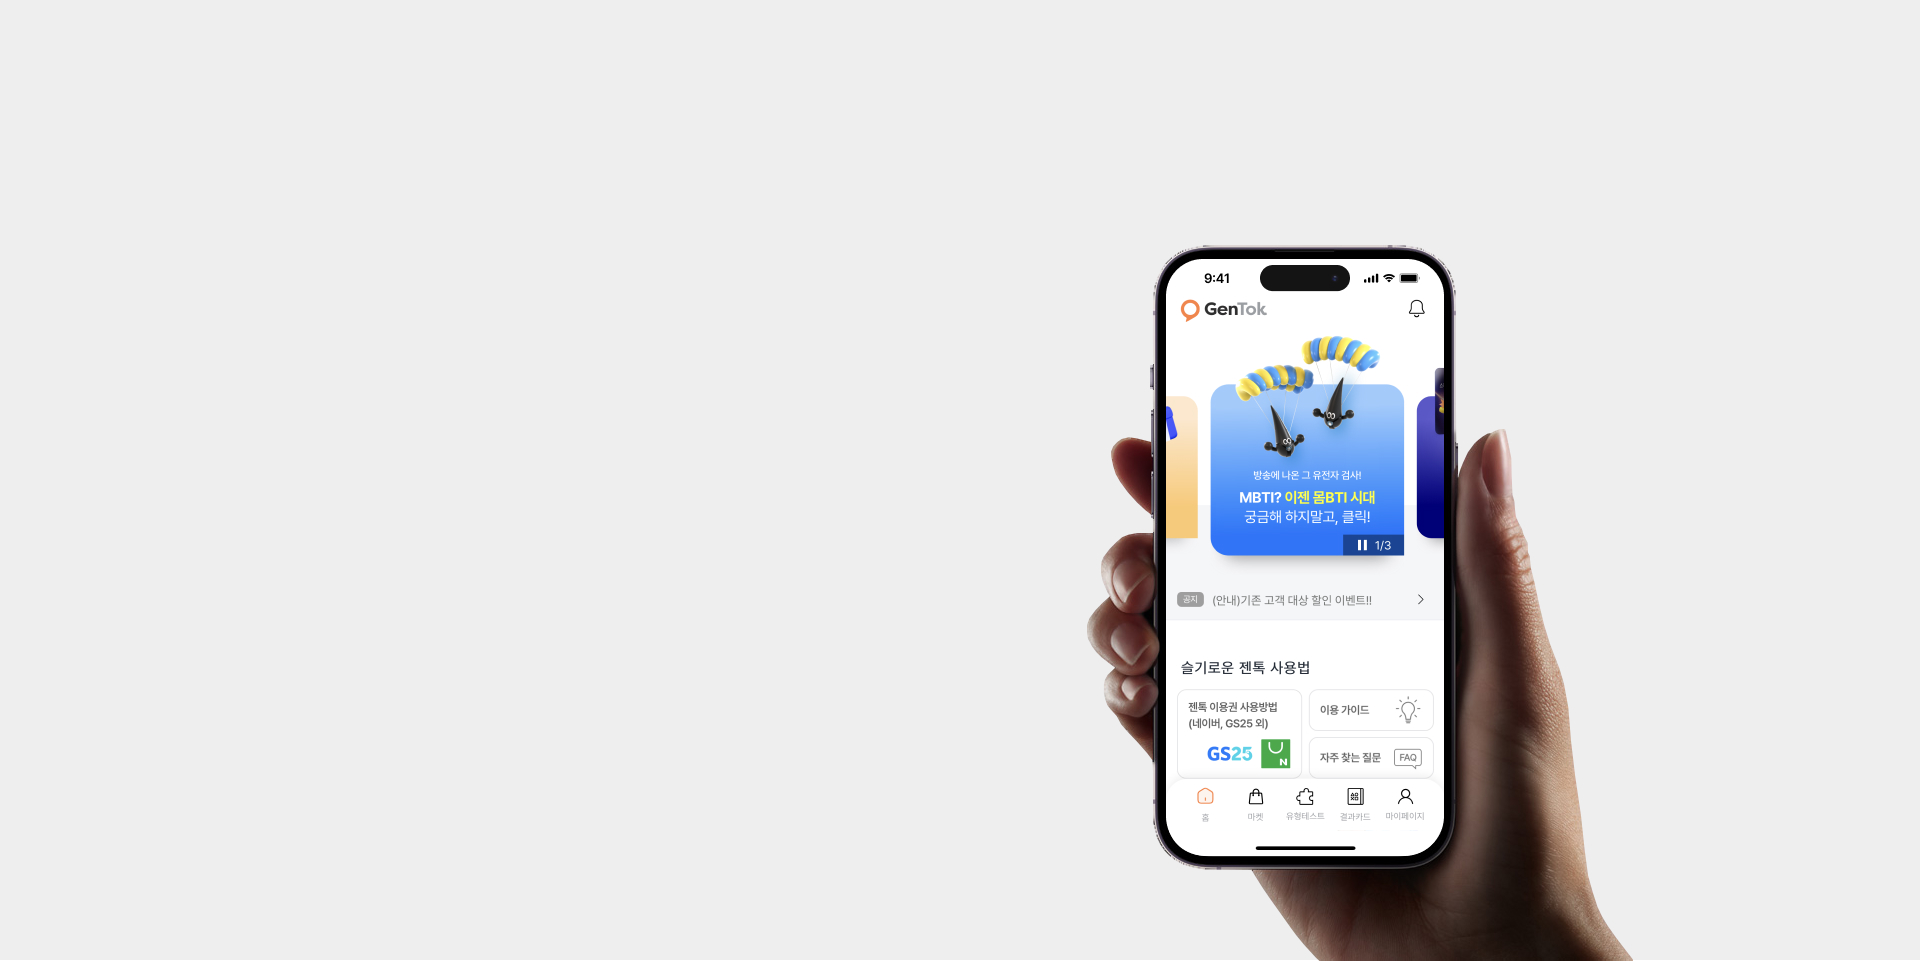 9:41
GenTok
방송에 나온 그 유전자 검사!
MBTI? 이젠 몸BTI 시대
궁금해 하지말고, 클릭!
1/3
공지 (안내)기존 고객 대상 할인 이벤트!!
슬기로운 젠톡 사용법
젠톡 이용권 사용방법
(네이버, GS25 외)
GS25
N
이용 가이드
자주 찾는 질문
FAQ
홈 마켓 유형테스트 결과카드 마이페이지